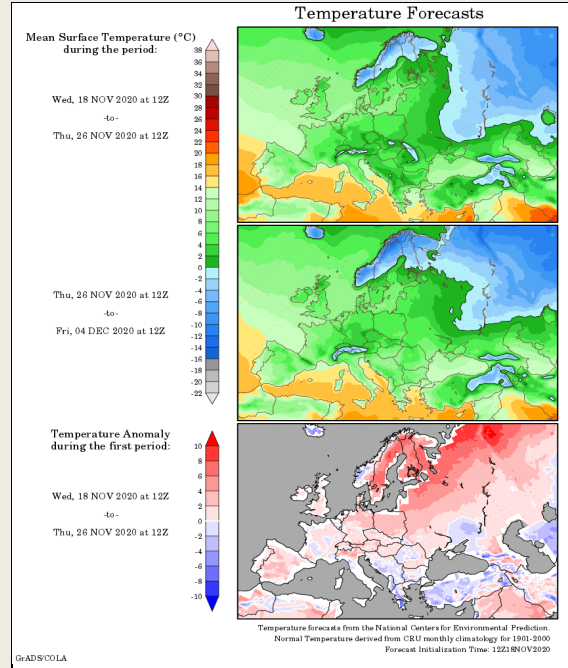 Temperature Forecasts
Mean Surface Temperature (°C)
during the period:
Wed, 18 NOV 2020 at 12Z
-to-
Thu, 26 NOV 2020 at 12Z
38
36
34
32
30
28
26
24
22
20
18
16
14
12
10
8
6
4
2
0
-2
-4
-6
-8
-10
-12
-14
-16
-18
-20
-22
Thu, 26 NOV 2020 at 12Z
-to-
Fri, 04 DEC 2020 at 12Z
Temperature Anomaly
during the first period:
Wed, 18 NOV 2020 at 12Z
-to-
Thu, 26 NOV 2020 at 12Z
10
8
6
4
2
0
-2
-4
-6
-8
-10
Temperature forecasts from the National Centers for Environmental Prediction.
Normal Temperature derived from CRU monthly climatology for 1901-2000
Forecast Initialization Time: 12Z18NOV2020
GrADS/COLA